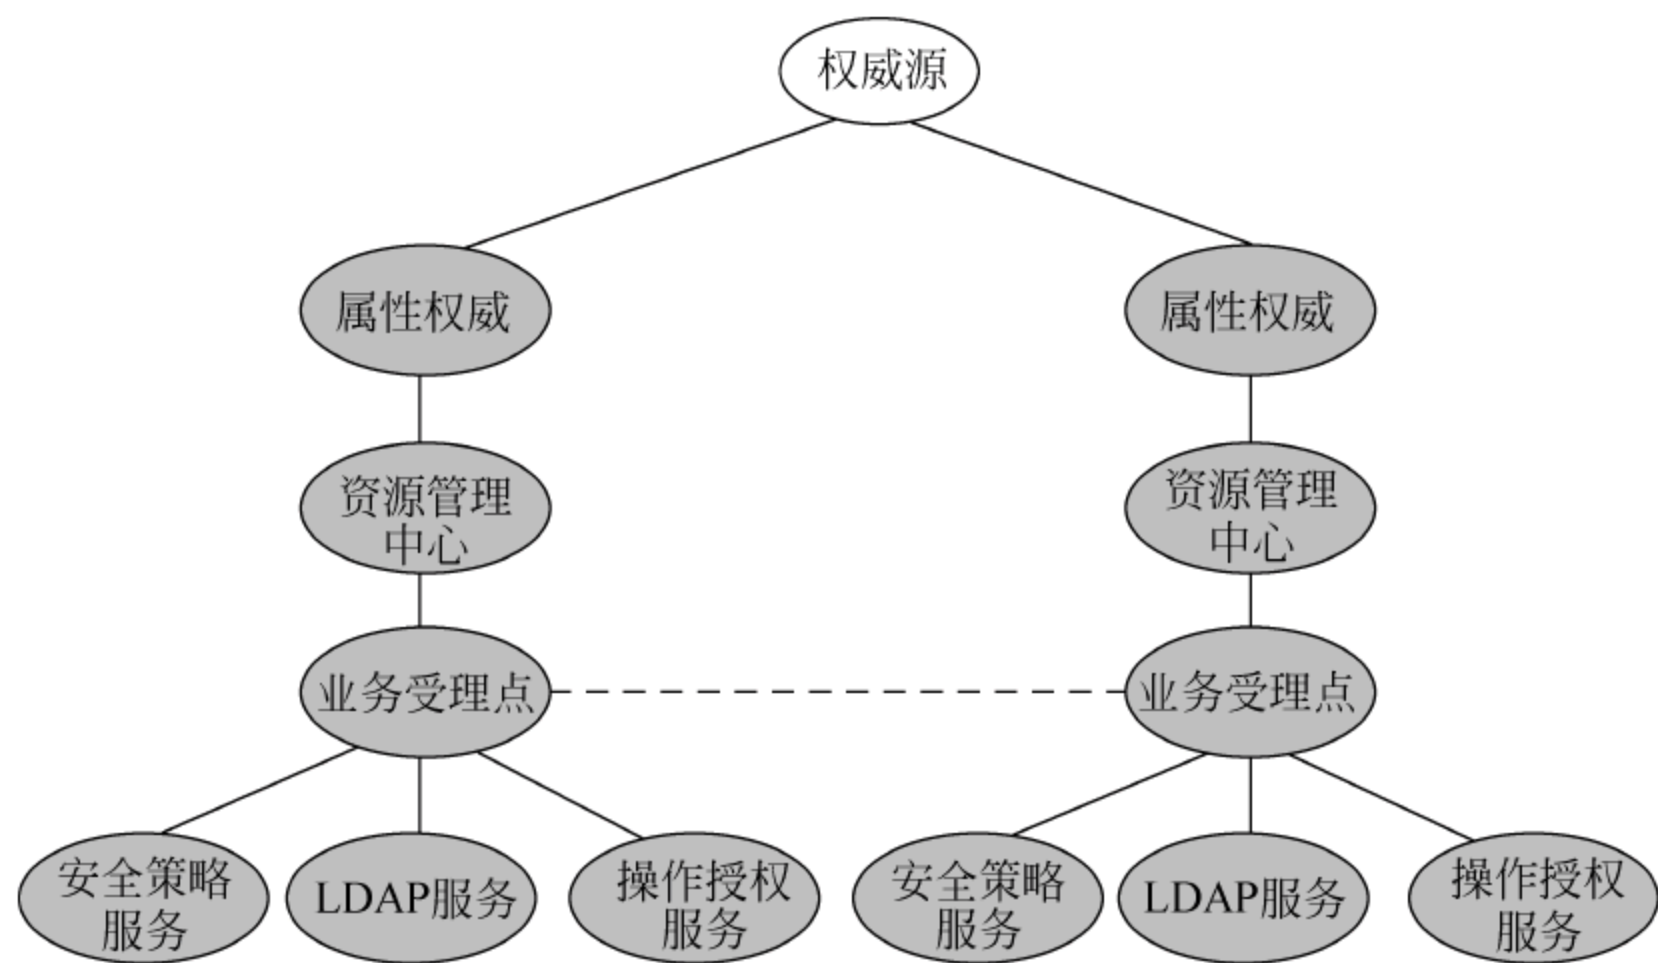 权威源
属性权威
属性权威
资源管理
中心
资源管理
中心
业务受理点
业务受理点
安全策略
服务
LDAP服务
操作授权
服务
安全策略
服务
LDAP服务
操作授权
服务